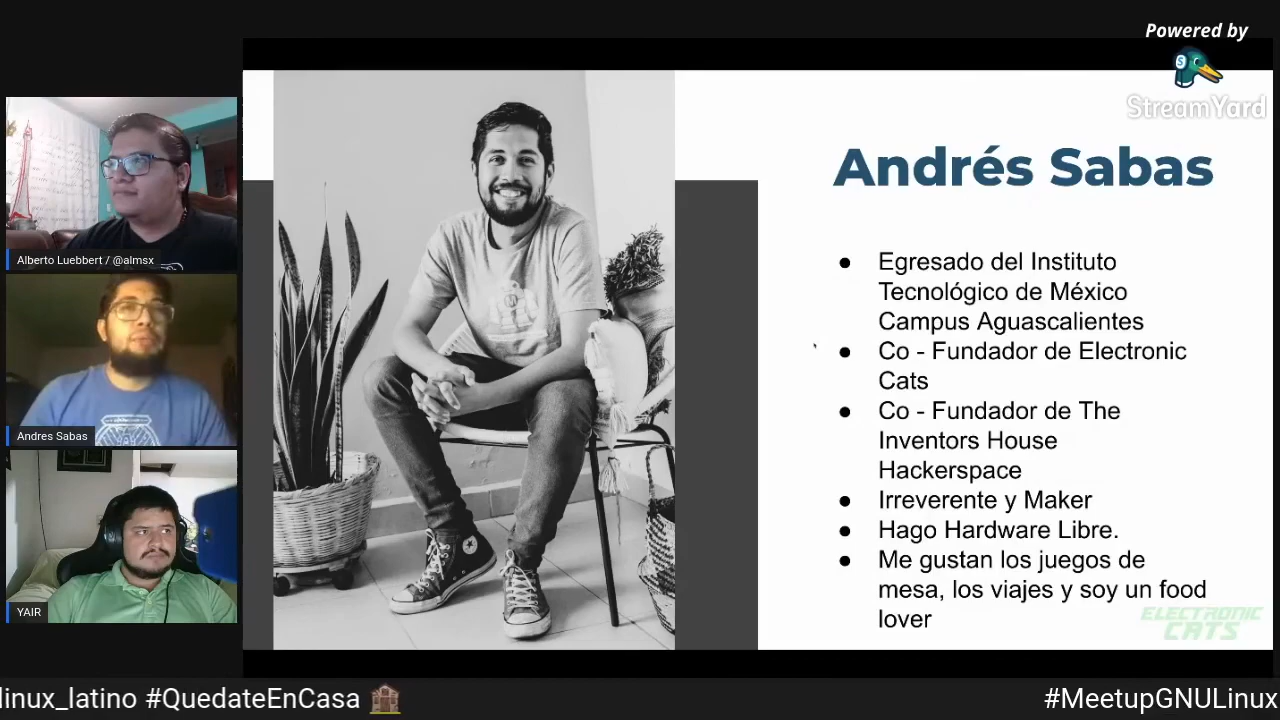 Powered by
StreamYard
Andrés Sabas
● Egresado del Instituto
Tecnológico de México
Campus Aguascalientes
● Co - Fundador de Electronic
Cats
● Co - Fundador de The
Inventors House
Hackerspace
● Irreverente y Maker
● Hago Hardware Libre.
● Me gustan los juegos de
mesa, los viajes y soy un food
lover
ELECTRONIC
CATS
Alberto Luebbert / @almsx
Andres Sabas
YAIR
linux_latino #QuedateEnCasa
#MeetupGNULinux